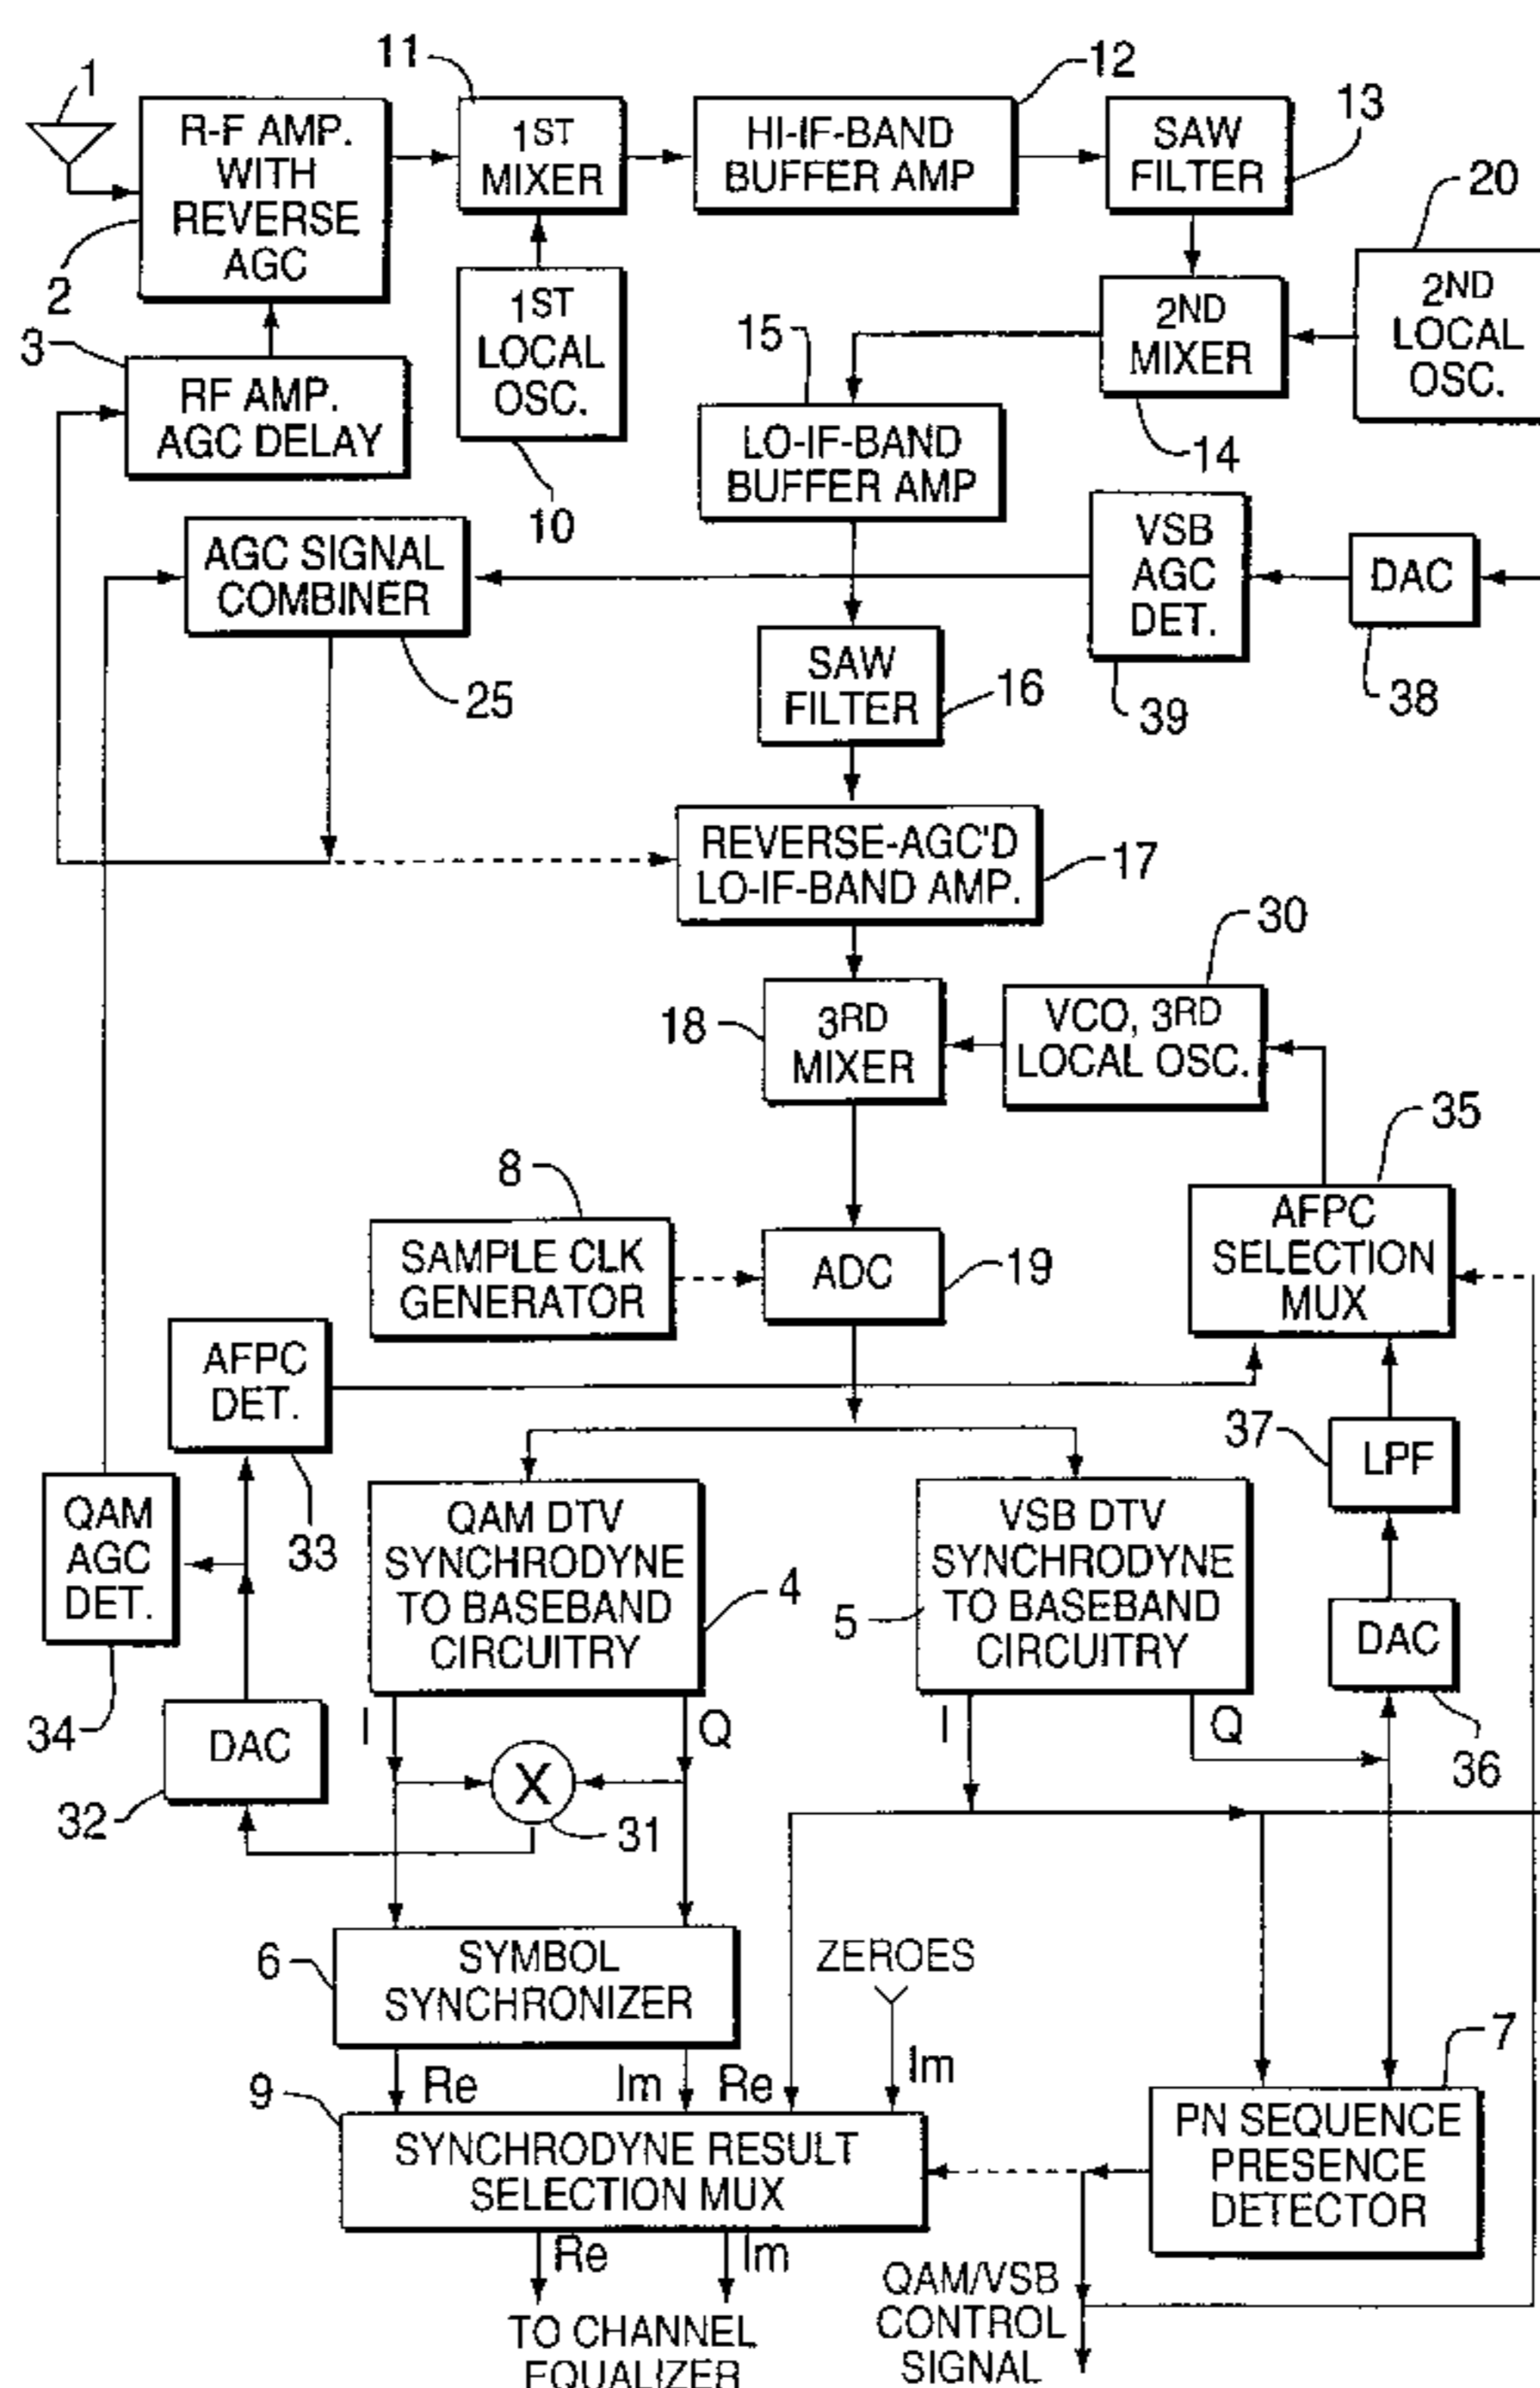 1
R-F AMP.
WITH
REVERSE
AGC
2
11
1ST
MIXER
12
HI-IF-BAND
BUFFER AMP
SAW
FILTER
13
20
2ND
LOCAL
OSC.
3
RF AMP.
AGC DELAY
1ST
LOCAL
OSC.
10
15
LO-IF-BAND
BUFFER AMP
2ND
MIXER
14
AGC SIGNAL
COMBINER
25
VSB
AGC
DET.
39
DAC
38
SAW
FILTER
16
REVERSE-AGC'D
LO-IF-BAND AMP.
17
18
3RD
MIXER
30
VCO, 3RD
LOCAL OSC.
35
AFPC
SELECTION
MUX
8
SAMPLE CLK
GENERATOR
ADC
19
AFPC
DET.
33
QAM
AGC
DET.
34
QAM DTV
SYNCHRODYNE
TO BASEBAND
CIRCUITRY
4
5
VSB DTV
SYNCHRODYNE
TO BASEBAND
CIRCUITRY
37
LPF
DAC
36
DAC
32
I
Q
X
31
I
Q
6
SYMBOL
SYNCHRONIZER
ZEROES
7
Re
Im
Re
Im
9
SYNCHRODYNE RESULT
SELECTION MUX
PN SEQUENCE
PRESENCE
DETECTOR
Re
Im
TO CHANNEL
EQUALIZER
QAM/VSB
CONTROL
SIGNAL